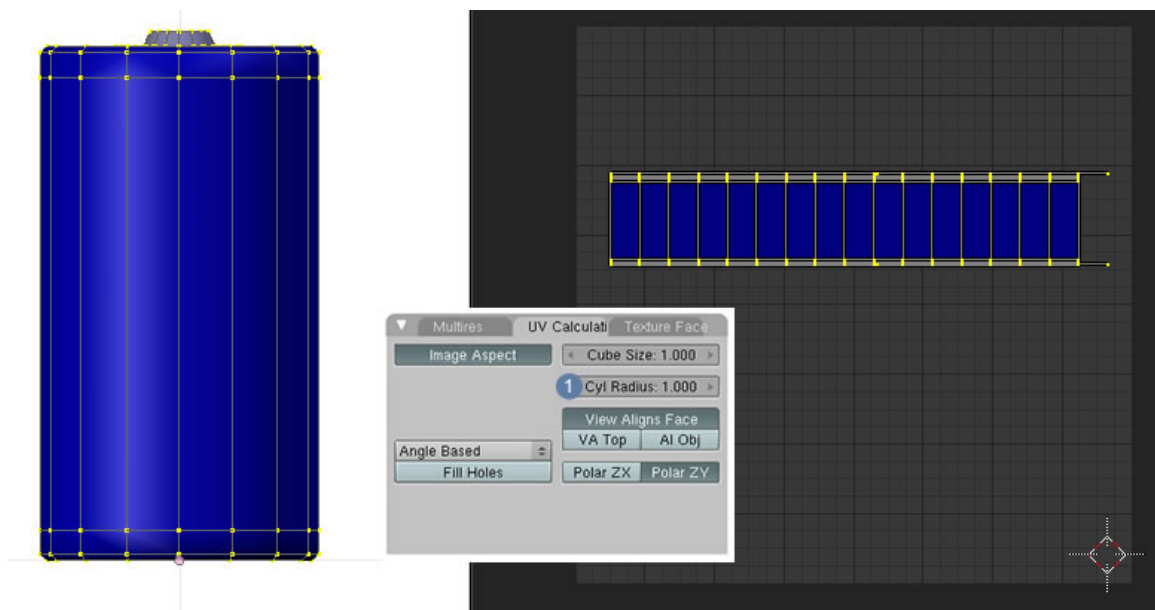 Multires UV Calculati Texture Face
Image Aspect Cube Size: 1.000
1 Cyl Radius: 1.000
View Aligns Face
VA Top Al Obj
Angle Based
Fill Holes Polar ZX Polar ZY